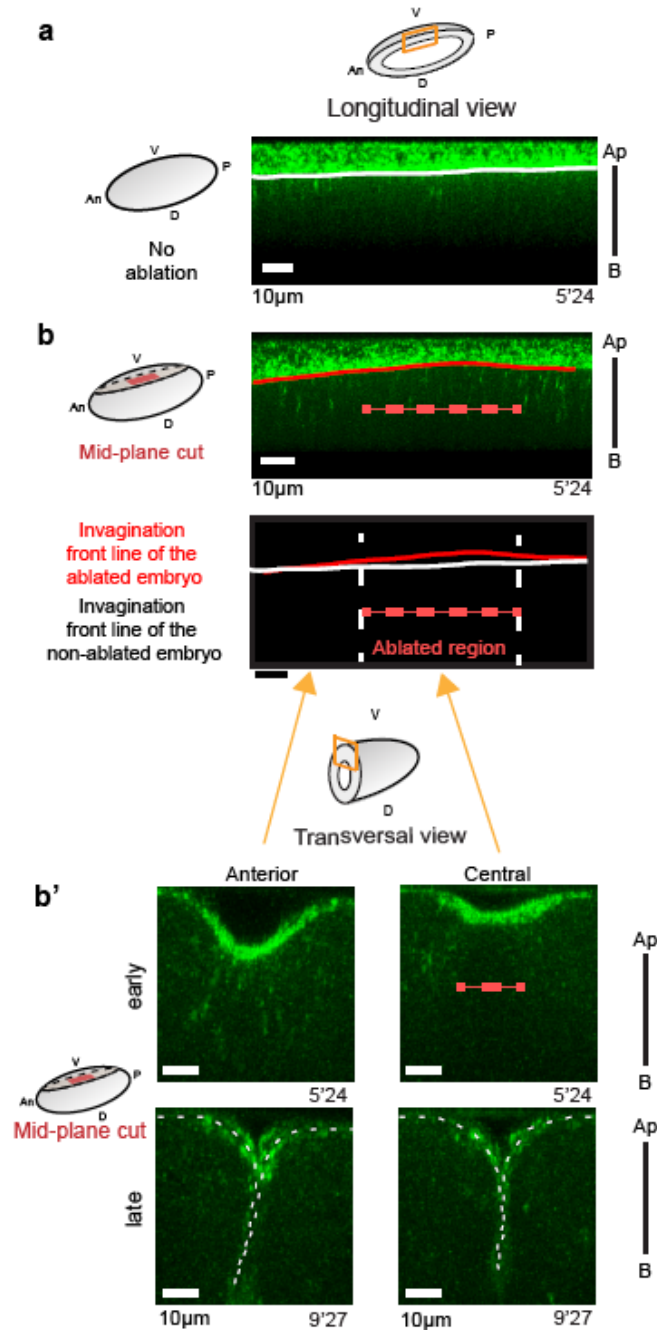 a
V
An
P
D
Longitudinal view
V
An
P
D
No
ablation
Ap
B
10µm
5'24
b
V
An
P
D
Mid-plane cut
Ap
B
10µm
5'24
Invagination
front line of the
ablated embryo
Invagination
front line of the
non-ablated embryo
Ablated region
V
D
Transversal view
b'
Anterior
Central
early
Ap
B
5'24
5'24
V
An
P
D
Mid-plane cut
late
Ap
B
10µm
9'27
10µm
9'27